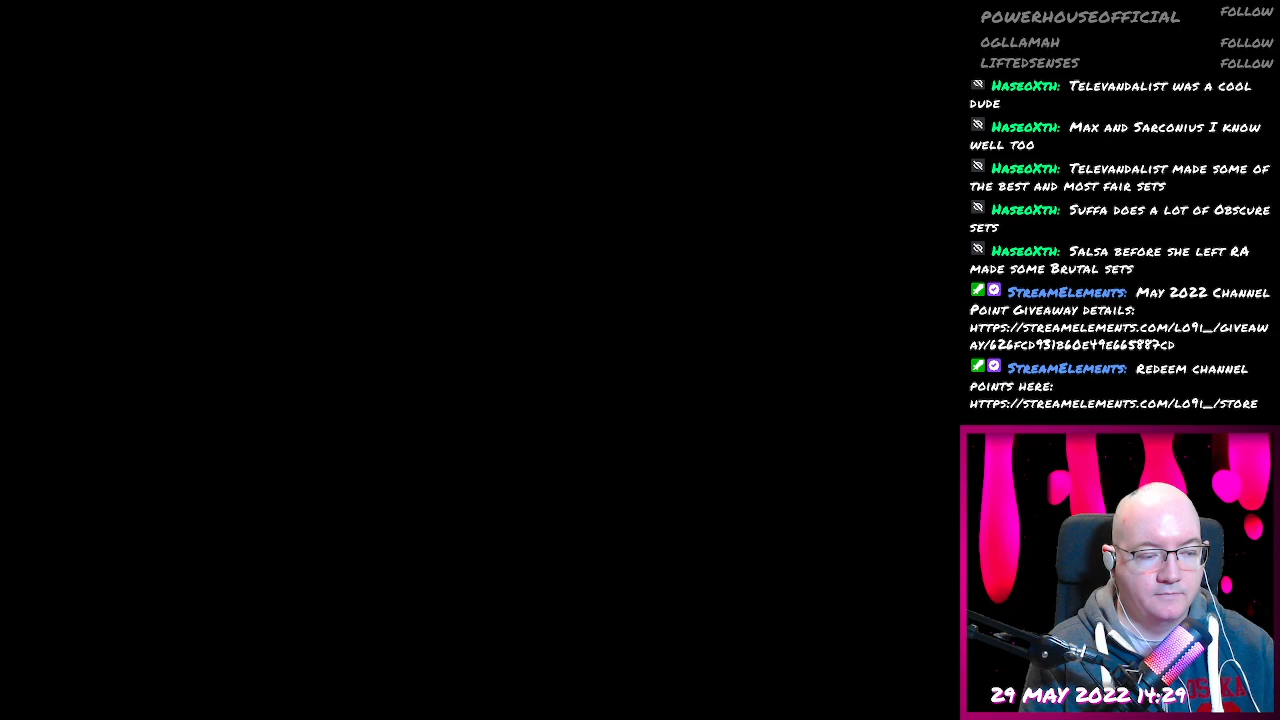 POWERHOUSEOFFICIAL FOLLOW
OGLLAMAH FOLLOW
LIFTEDSENSES FOLLOW
HaseoXth: Televandalist was a cool
dude
HaseoXth: Max and Sarconius I know
well too
HaseoXth: Televandalist made some of
the best and most fair sets
HaseoXth: Suffa does a lot of Obscure
sets
HaseoXth: Salsa before she left RA
made some Brutal sets
StreamElements: May 2022 Channel
Point Giveaway details:
https://streamelements.com/lo9i_/giveaw
ay/626fcd931b60e49e665887cd
StreamElements: Redeem channel
points here:
https://streamelements.com/lo9i_/store
29 MAY 2022 14:29